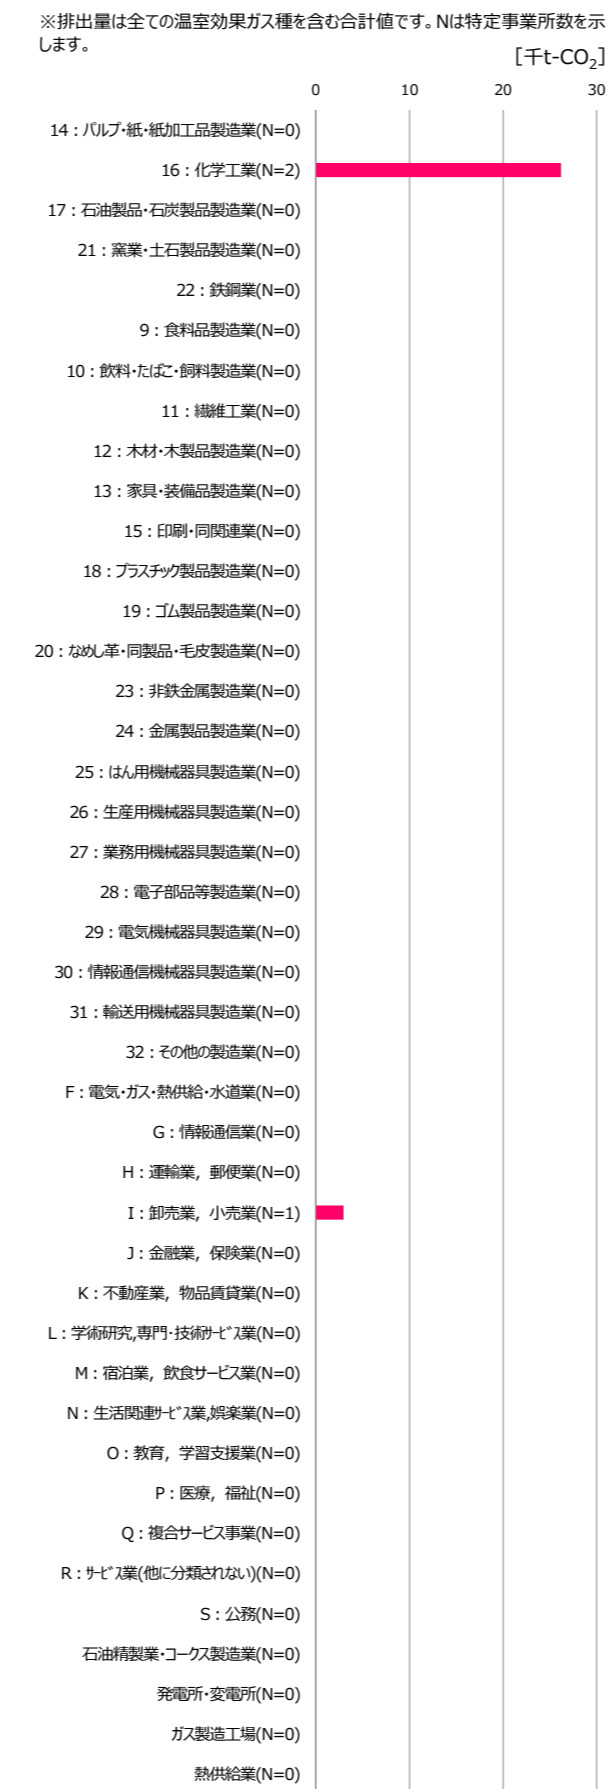 ※排出量は全ての温室効果ガス種を含む合計値です。Nは特定事業所数を示
します。
[千t-CO₂]
0 10 20 30
14：パルプ・紙・紙加工品製造業(N=0)
16：化学工業(N=2)
17：石油製品・石炭製品製造業(N=0)
21：窯業・土石製品製造業(N=0)
22：鉄鋼業(N=0)
9：食料品製造業(N=0)
10：飲料・たばこ・飼料製造業(N=0)
11：繊維工業(N=0)
12：木材・木製品製造業(N=0)
13：家具・装備品製造業(N=0)
15：印刷・同関連業(N=0)
18：プラスチック製品製造業(N=0)
19：ゴム製品製造業(N=0)
20：なめし革・同製品・毛皮製造業(N=0)
23：非鉄金属製造業(N=0)
24：金属製品製造業(N=0)
25：はん用機械器具製造業(N=0)
26：生産用機械器具製造業(N=0)
27：業務用機械器具製造業(N=0)
28：電子部品等製造業(N=0)
29：電気機械器具製造業(N=0)
30：情報通信機械器具製造業(N=0)
31：輸送用機械器具製造業(N=0)
32：その他の製造業(N=0)
F：電気・ガス・熱供給・水道業(N=0)
G：情報通信業(N=0)
H：運輸業，郵便業(N=0)
I：卸売業，小売業(N=1)
J：金融業，保険業(N=0)
K：不動産業，物品賃貸業(N=0)
L：学術研究,専門・技術ｻｰﾋﾞｽ業(N=0)
M：宿泊業，飲食サービス業(N=0)
N：生活関連ｻｰﾋﾞｽ業,娯楽業(N=0)
O：教育，学習支援業(N=0)
P：医療，福祉(N=0)
Q：複合サービス事業(N=0)
R：ｻｰﾋﾞｽ業(他に分類されない)(N=0)
S：公務(N=0)
石油精製業・コークス製造業(N=0)
発電所・変電所(N=0)
ガス製造工場(N=0)
熱供給業(N=0)